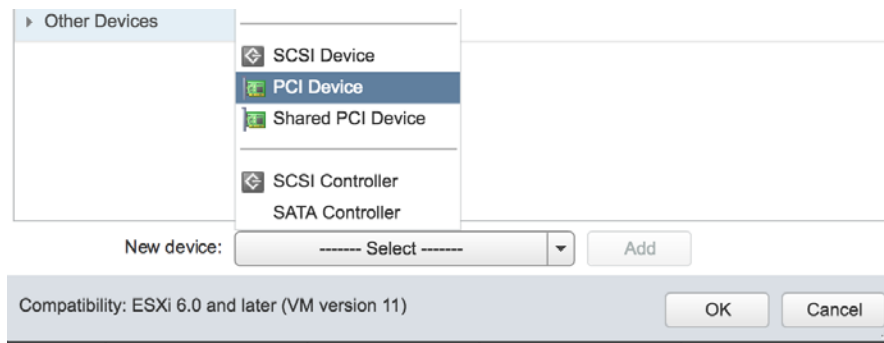 Other Devices
SCSI Device
PCI Device
Shared PCI Device
SCSI Controller
SATA Controller
New device: ------- Select ------- Add
Compatibility: ESXi 6.0 and later (VM version 11) OK Cancel